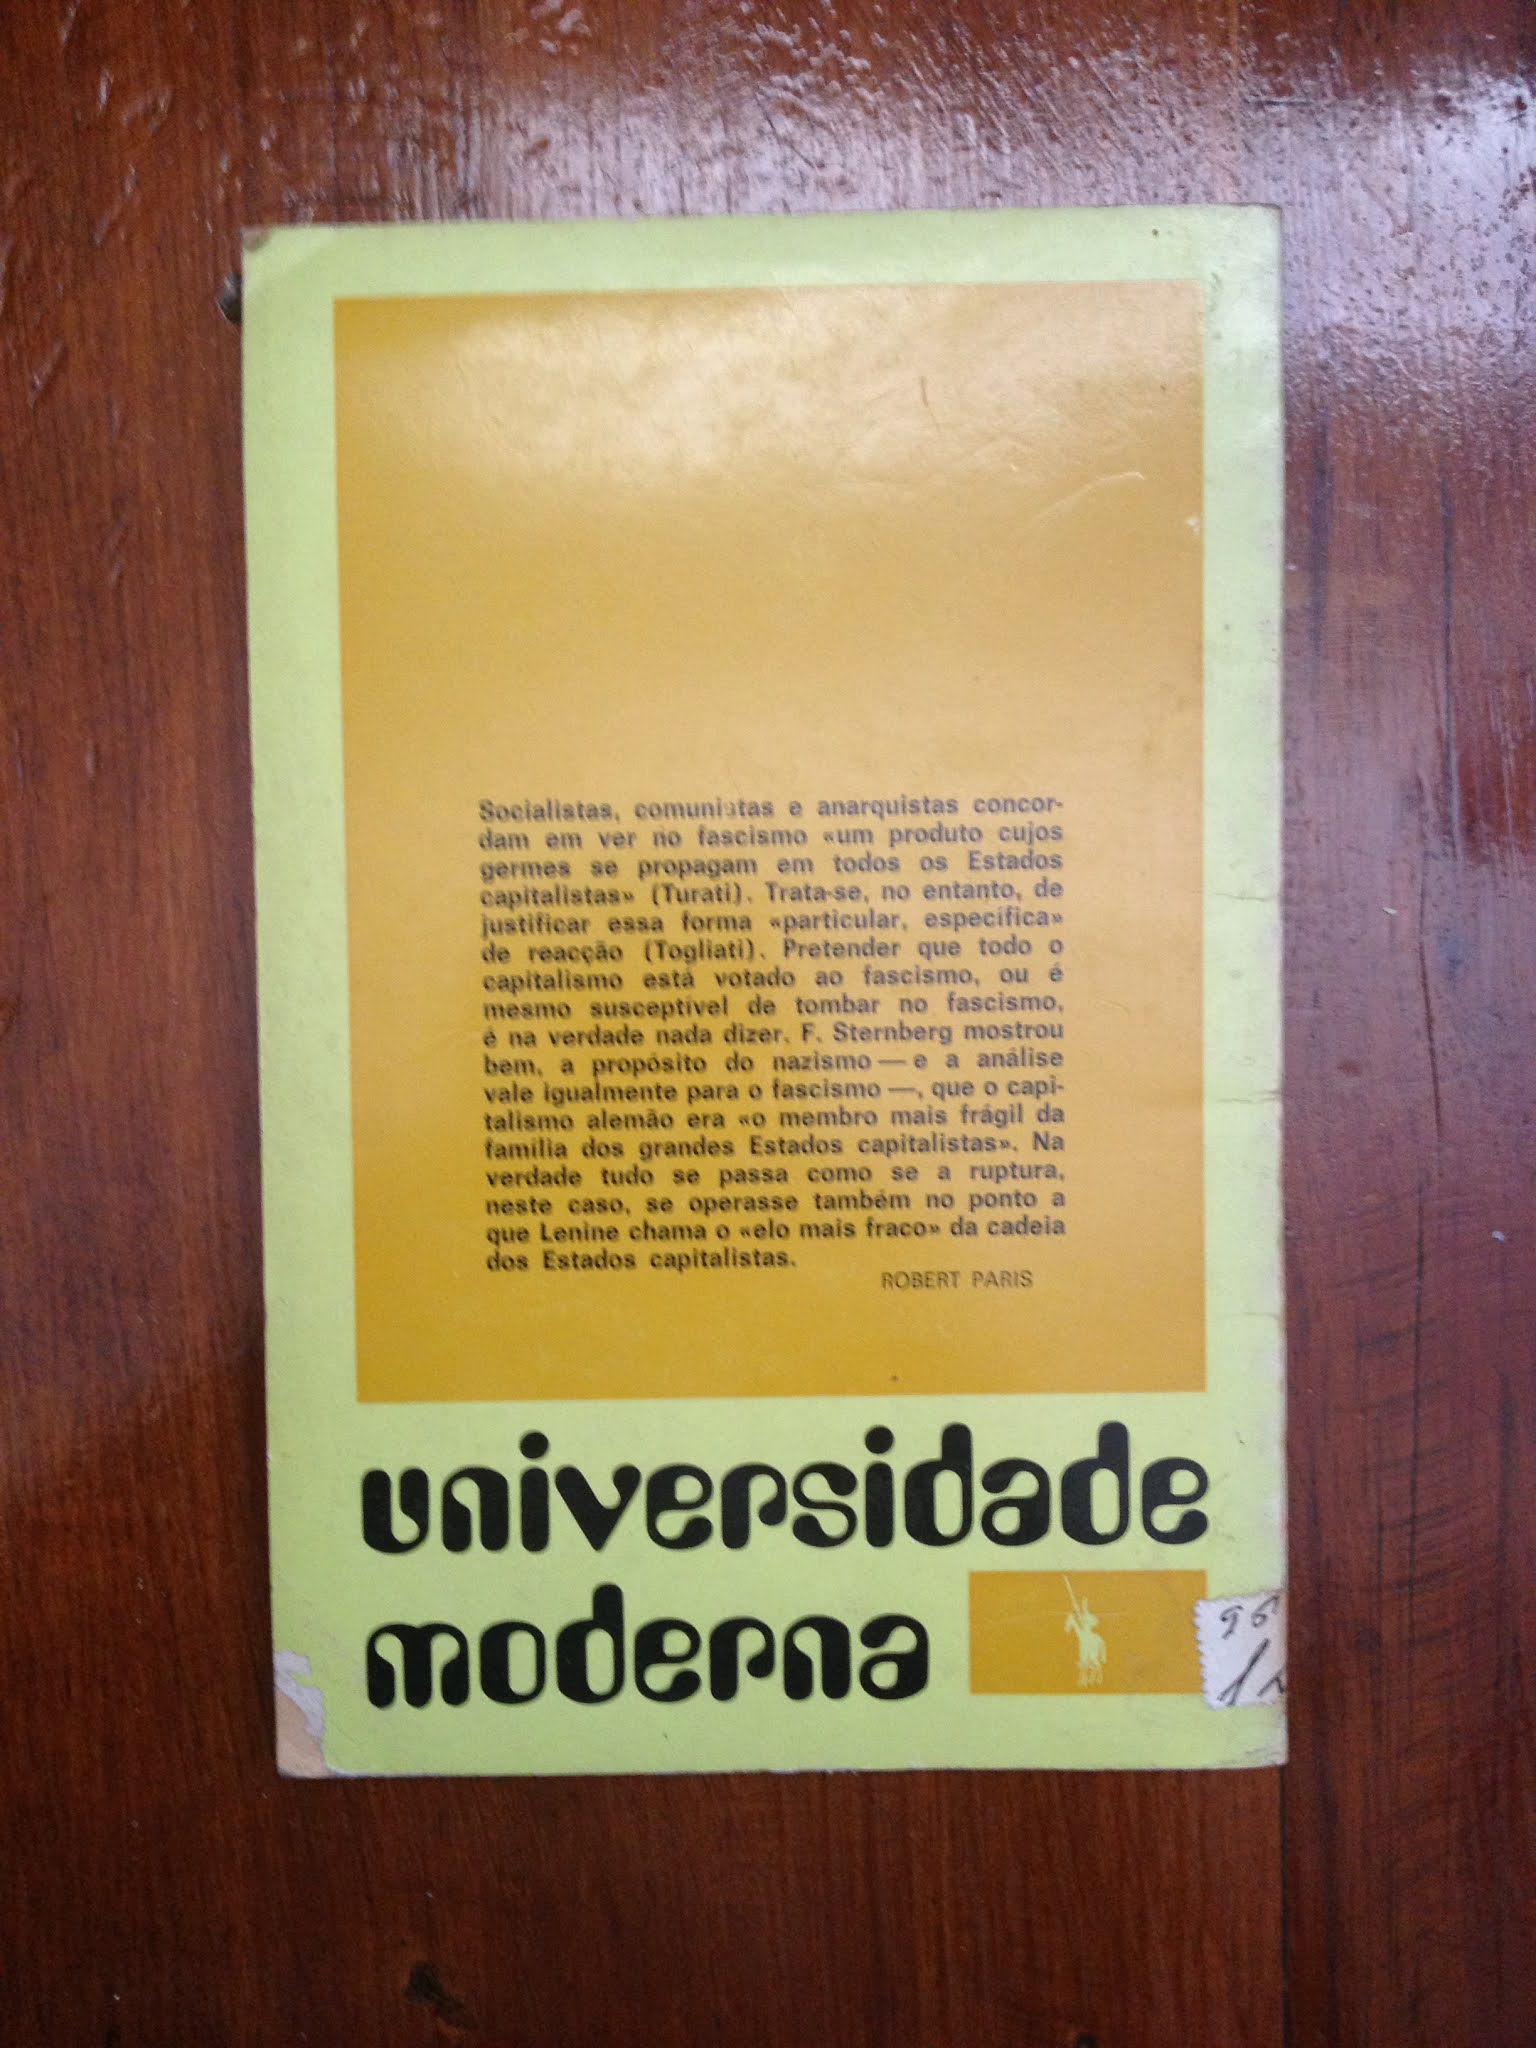 Socialistas, comunistas e anarquistas concor-
dam em ver no fascismo «um produto cujos
germes se propagam em todos os Estados
capitalistas» (Turati). Trata-se, no entanto, de
justificar essa forma «particular, específica»
de reacção (Togliati). Pretender que todo o
capitalismo está votado ao fascismo, ou é
mesmo susceptível de tombar no fascismo,
é na verdade nada dizer. F. Sternberg mostrou
bem, a propósito do nazismo — e a análise
vale igualmente para o fascismo —, que o capi-
talismo alemão era «o membro mais frágil da
família dos grandes Estados capitalistas». Na
verdade tudo se passa como se a ruptura,
neste caso, se operasse também no ponto a
que Lenine chama o «elo mais fraco» da cadeia
dos Estados capitalistas.
ROBERT PARIS
universidade
moderna
96